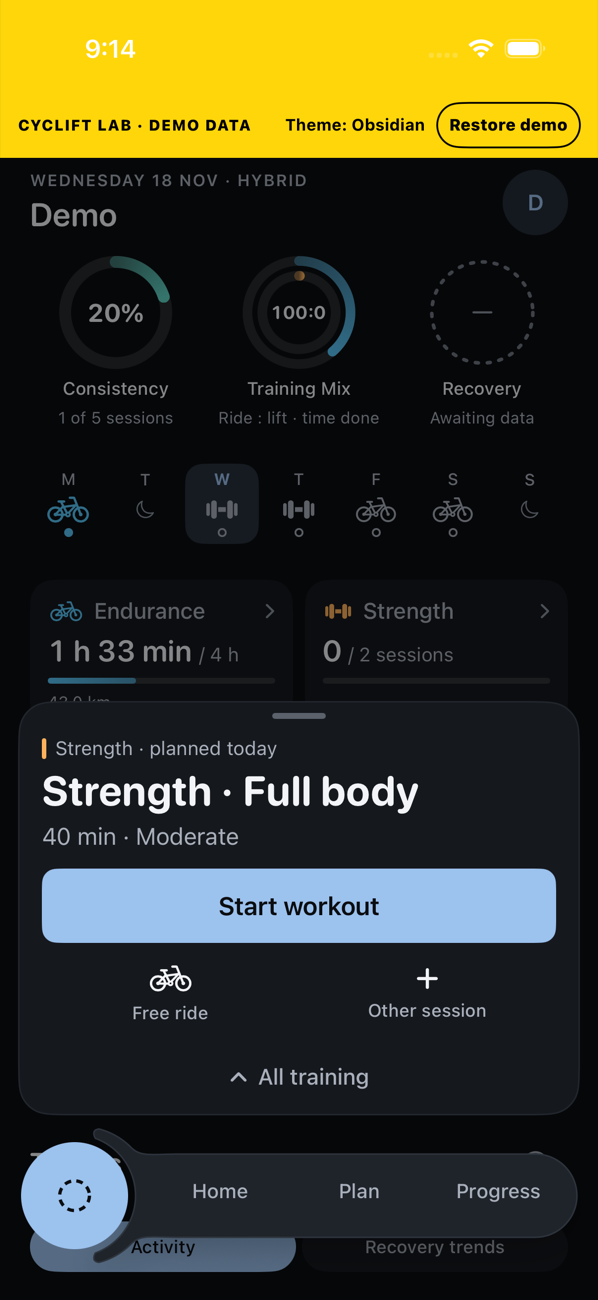 9:14
CYCLIFT LAB · DEMO DATA
Theme: Obsidian
Restore demo
WEDNESDAY 18 NOV · HYBRID
Demo
D
20%
100:0
—
Consistency
Training Mix
Recovery
1 of 5 sessions
Ride : lift · time done
Awaiting data
M T W T F S S
Endurance
Strength
1 h 33 min / 4 h
0 / 2 sessions
Strength · planned today
Strength · Full body
40 min · Moderate
Start workout
Free ride
Other session
All training
Home
Plan
Progress
Activity
Recovery trends